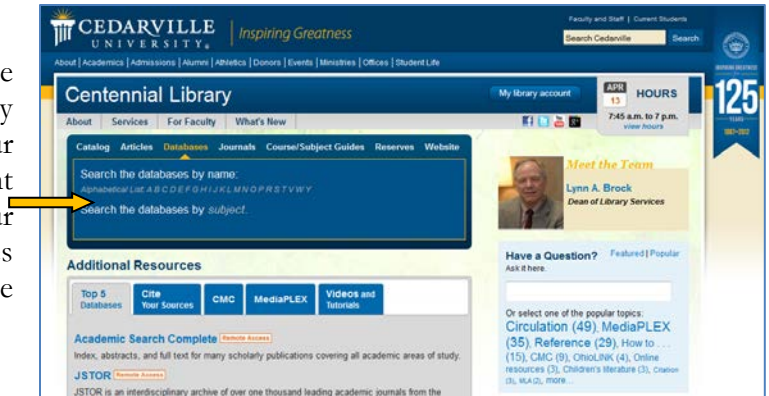 CEDARVILLE
UNIVERSITY®
Inspiring Greatness
Faculty and Staff | Current Students
Search Cedarville Search
About | Academics | Admissions | Alumni | Athletics | Donors | Events | Ministries | Offices | Student Life
125
YEARS
1887-2012
Centennial Library
My library account
APR
13
HOURS
7:45 a.m. to 7 p.m.
view hours
About Services For Faculty What's New
Catalog Articles Databases Journals Course/Subject Guides Reserves Website
Search the databases by name:
Alphabetical List: A B C D E F G H I J K L M N O P R S T V W Y
Search the databases by subject.
Meet the Team
Lynn A. Brock
Dean of Library Services
Additional Resources
Top 5
Databases
Cite
Your Sources
CMC
MediaPLEX
Videos and
Tutorials
Academic Search Complete Remote Access
Index, abstracts, and full text for many scholarly publications covering all academic areas of study.
JSTOR Remote Access
JSTOR is an interdisciplinary archive of over one thousand leading academic journals from the
Have a Question? Featured | Popular
Ask it here.
Or select one of the popular topics:
Circulation (49), MediaPLEX
(35), Reference (29), How to . . .
(15), CMC (9), OhioLINK (4), Online
resources (3), Children's literature (3), Citation
(3), MLA (2), more...